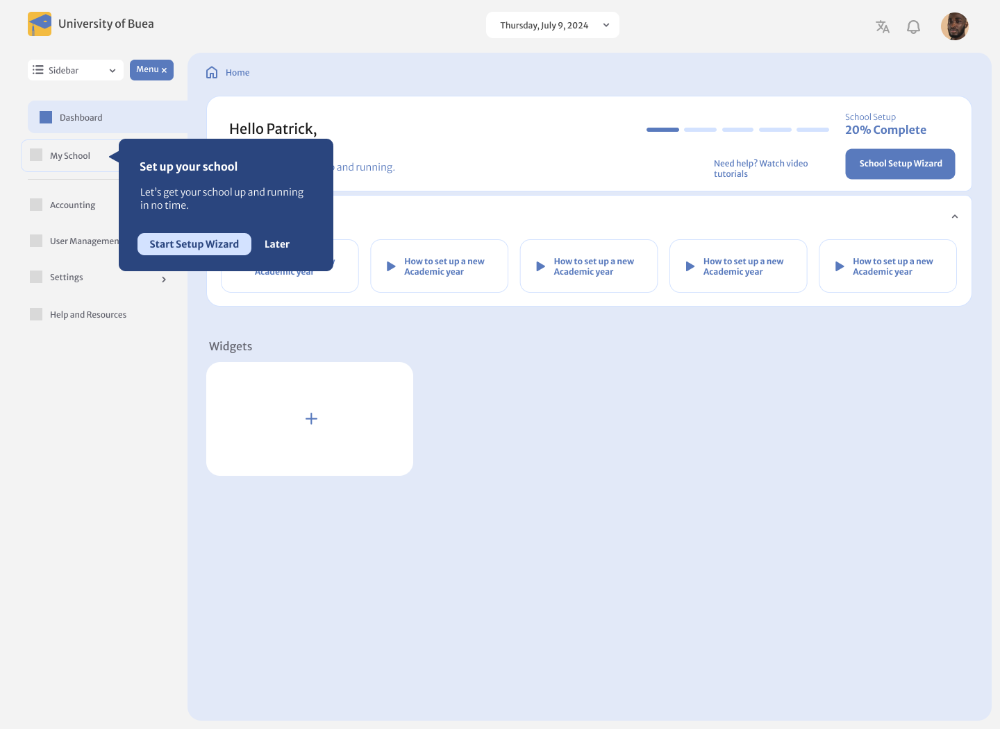 University of Buea
Thursday, July 9, 2024
Sidebar
Menu ×
Home
Dashboard
My School
Accounting
User Managemen
Settings
Help and Resources
Set up your school
Let's get your school up and running
in no time.
Start Setup Wizard
Later
Hello Patrick,
and running.
School Setup
20% Complete
Need help? Watch video
tutorials
School Setup Wizard
Academic year
How to set up a new
Academic year
How to set up a new
Academic year
How to set up a new
Academic year
How to set up a new
Academic year
Widgets